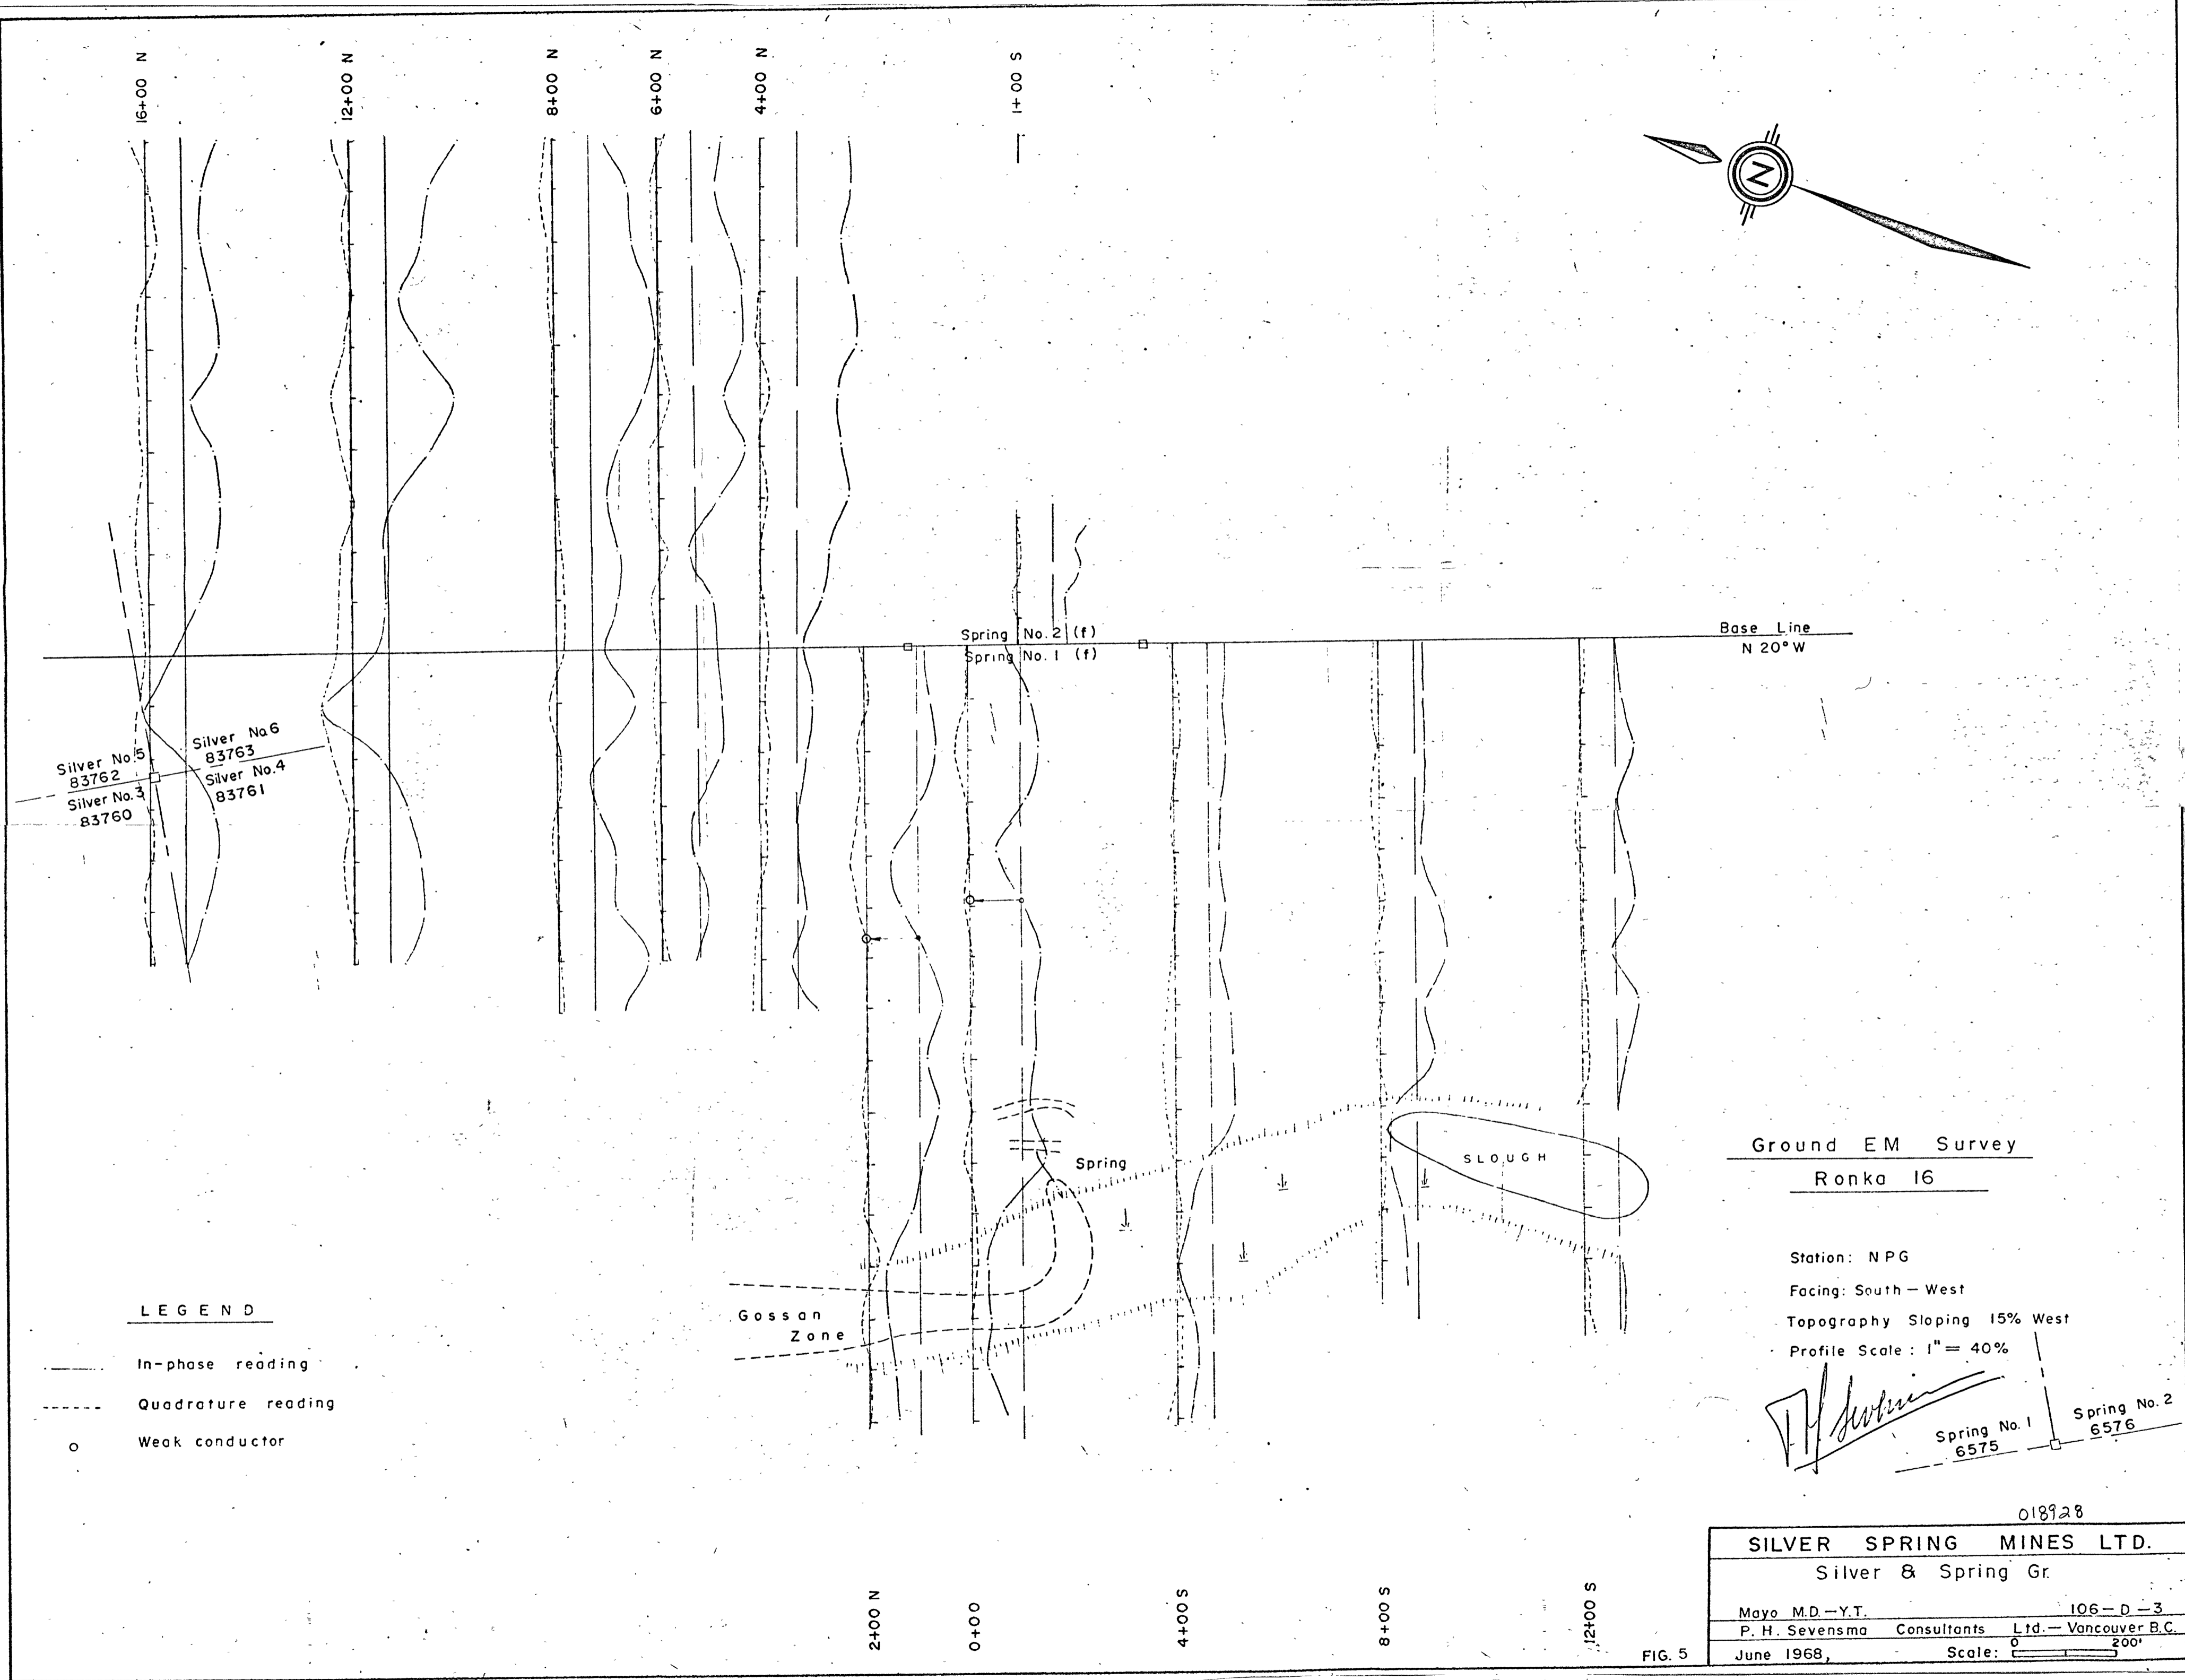 16+00 N
12+00 N
8+00 N
6+00 N
4+00 N
1+00 S
N
Spring No. 2 (f)
Spring No. 1 (f)
Base Line
N 20° W
Silver No. 5
83762
Silver No. 6
83763
Silver No. 3
83760
Silver No. 4
83761
Spring
SLOUGH
Gossan
Zone
LEGEND
In-phase reading
Quadrature reading
Weak conductor
Ground EM Survey
Ronka 16
Station: NPG
Facing: South-West
Topography Sloping 15% West
Profile Scale: 1" = 40%
Spring No. 1
6575
Spring No. 2
6576
2+00 N
0+00
4+00 S
8+00 S
12+00 S
018928
SILVER SPRING MINES LTD.
Silver & Spring Gr.
Mayo M.D.-Y.T. 106-D-3
P. H. Sevensma Consultants Ltd.-Vancouver B.C.
June 1968, Scale: 0 200'
FIG. 5